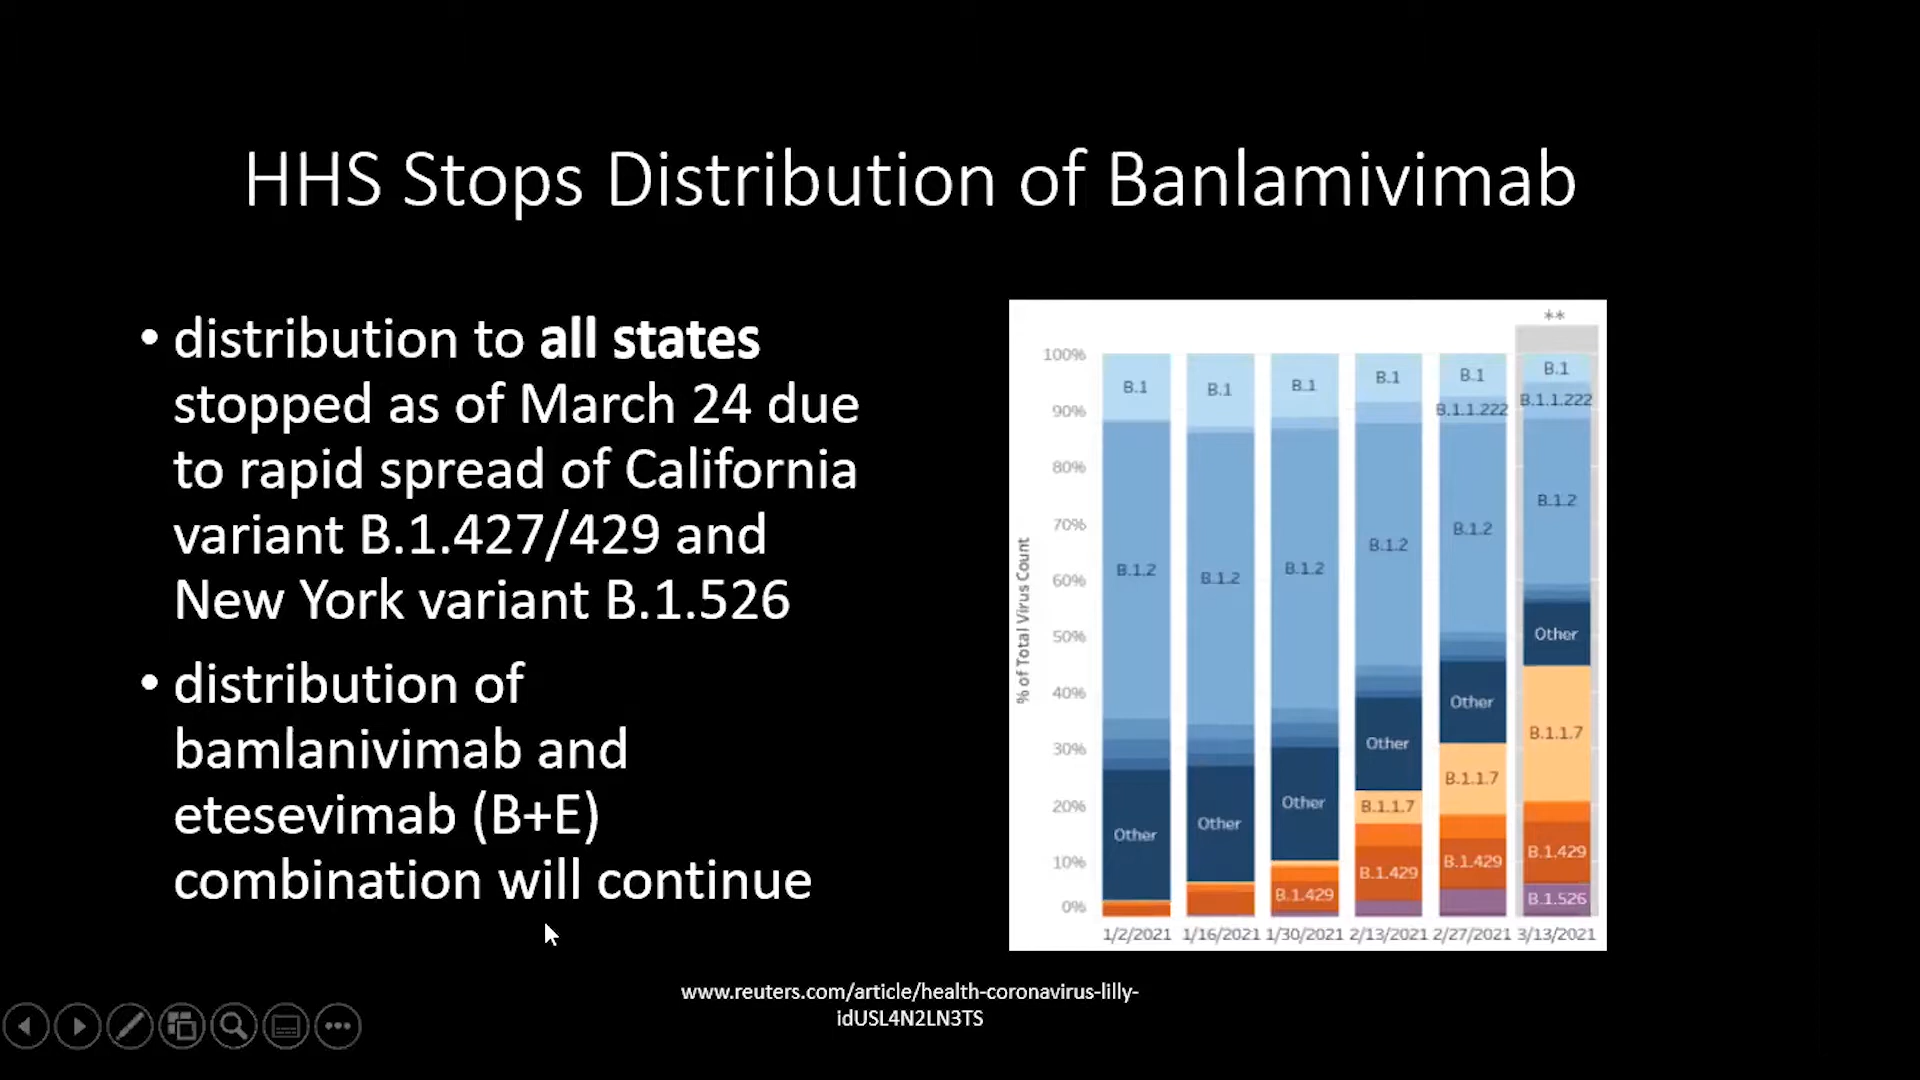 HHS Stops Distribution of Banlamivimab
• distribution to all states
stopped as of March 24 due
to rapid spread of California
variant B.1.427/429 and
New York variant B.1.526
• distribution of
bamlanivimab and
etesevimab (B+E)
combination will continue
**
% of Total Virus Count
100%
90%
80%
70%
60%
50%
40%
30%
20%
10%
0%
B.1
B.1.2
Other
B.1
B.1.2
Other
B.1
B.1.2
Other
B.1.429
B.1
B.1.2
Other
B.1.1.7
B.1.429
B.1
B.1.1.222
B.1.2
Other
B.1.1.7
B.1.429
B.1
B.1.1.222
B.1.2
Other
B.1.1.7
B.1.429
B.1.526
1/2/2021 1/16/2021 1/30/2021 2/13/2021 2/27/2021 3/13/2021
www.reuters.com/article/health-coronavirus-lilly-
idUSL4N2LN3TS